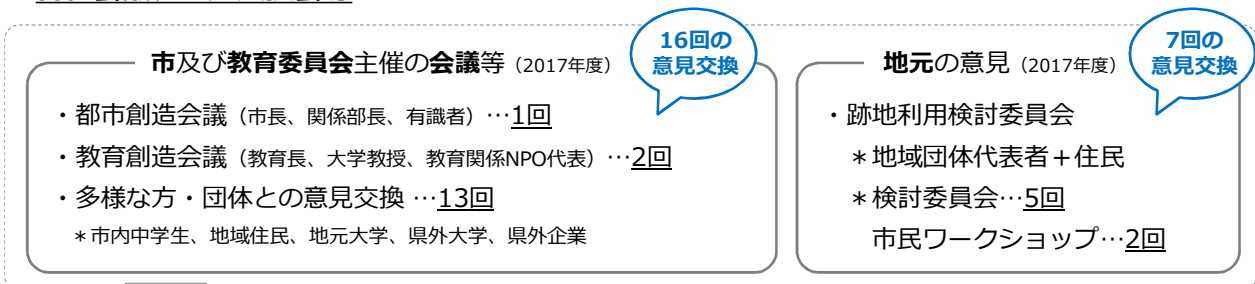 市及び教育委員会主催の会議等（2017年度）
16回の
意見交換
・都市創造会議（市長、関係部長、有識者）…1回
・教育創造会議（教育長、大学教授、教育関係NPO代表）…2回
・多様な方・団体との意見交換 …13回
＊市内中学生、地域住民、地元大学、県外大学、県外企業
地元の意見（2017年度）
7回の
意見交換
・跡地利用検討委員会
＊地域団体代表者＋住民
＊検討委員会…5回
市民ワークショップ…2回